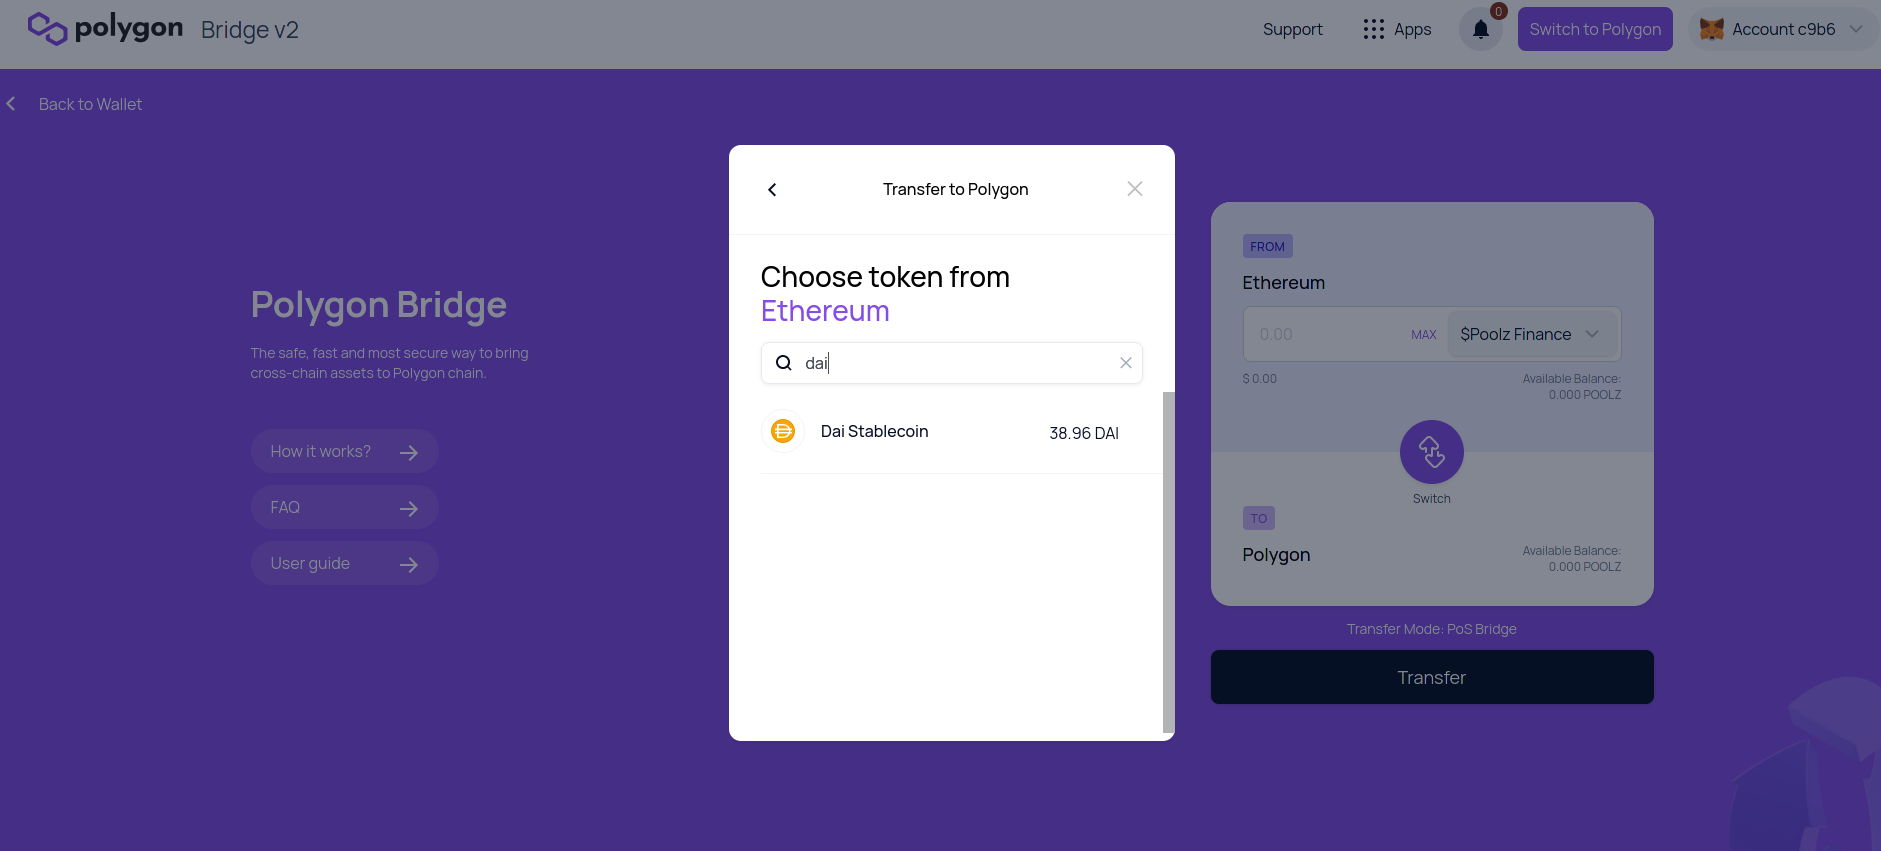 polygon Bridge v2
Support
Apps
0
Switch to Polygon
Account c9b6
Back to Wallet
Polygon Bridge
The safe, fast and most secure way to bring
cross-chain assets to Polygon chain.
How it works?
FAQ
User guide
Transfer to Polygon
Choose token from
Ethereum
dai
Dai Stablecoin
38.96 DAI
FROM
Ethereum
0.00
MAX
$Poolz Finance
$ 0.00
Available Balance:
0.000 POOLZ
Switch
TO
Polygon
Available Balance:
0.000 POOLZ
Transfer Mode: PoS Bridge
Transfer